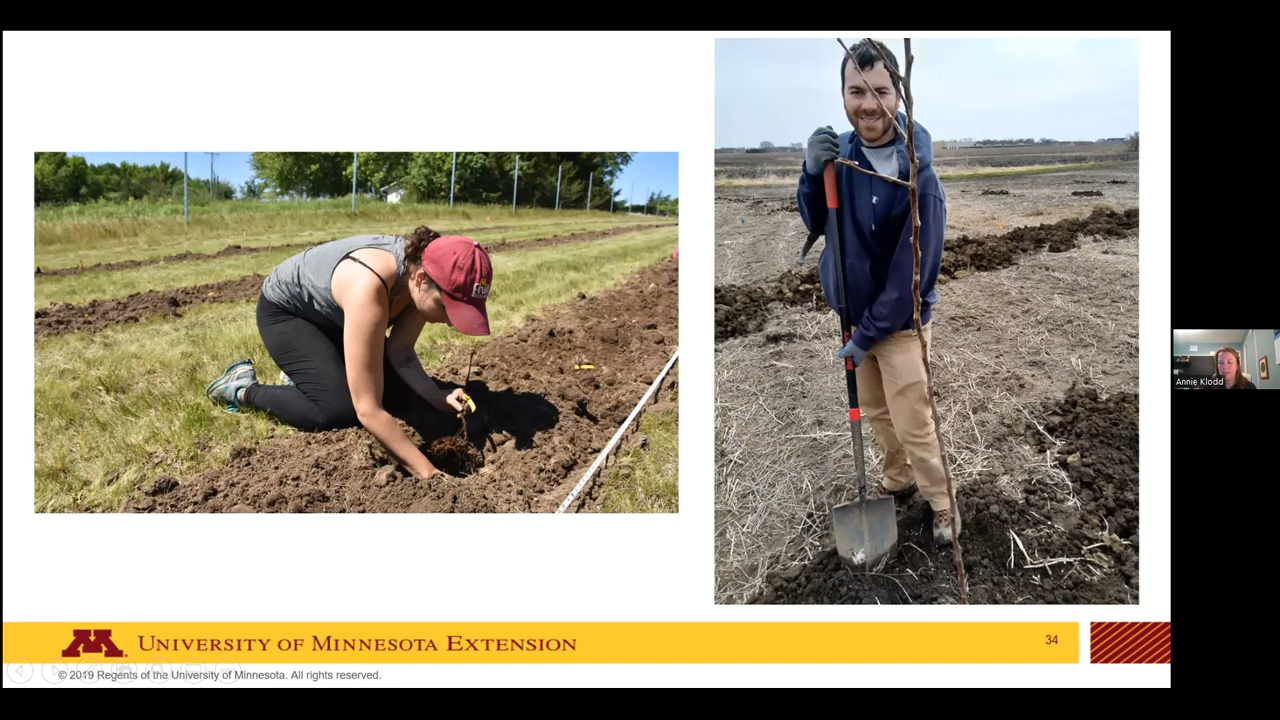 Annie Klodd
M
UNIVERSITY OF MINNESOTA EXTENSION
34
© 2019 Regents of the University of Minnesota. All rights reserved.